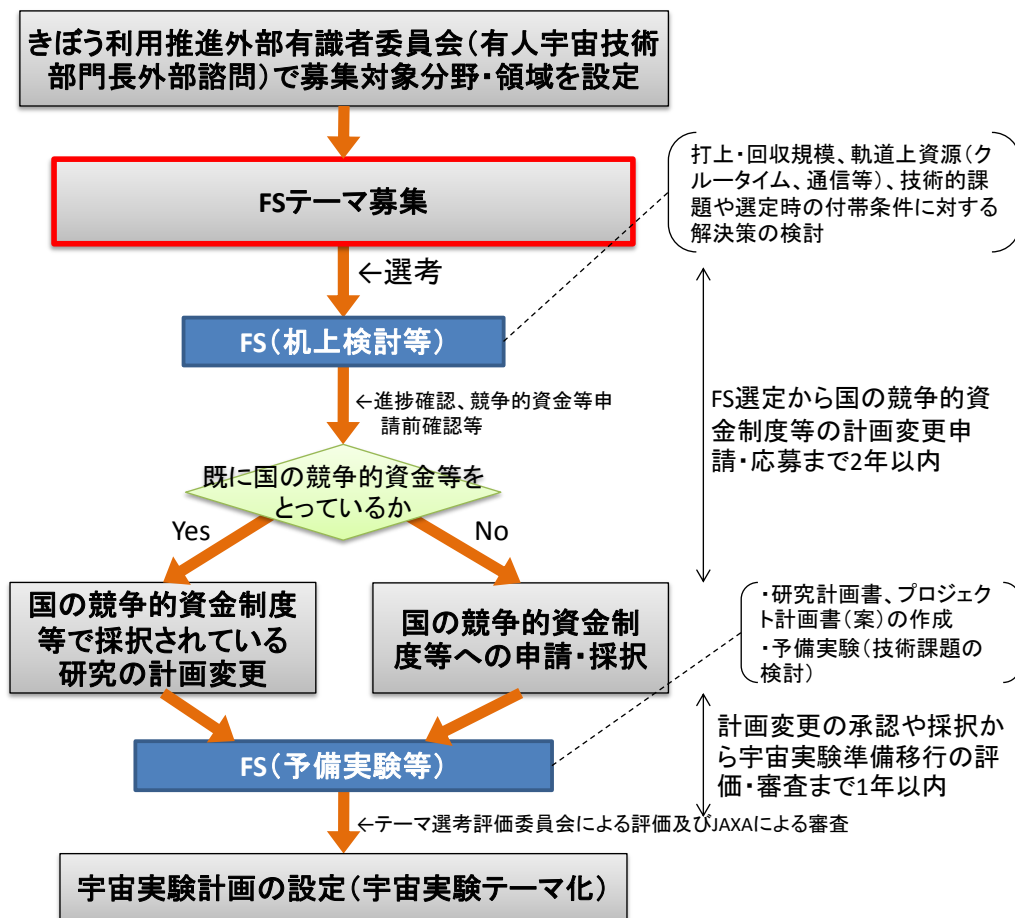 きぼう利用推進外部有識者委員会(有人宇宙技術
部門長外部諮問)で募集対象分野・領域を設定
FSテーマ募集
打上・回収規模、軌道上資源(ク
ルータイム、通信等)、技術的課
題や選定時の付帯条件に対する
解決策の検討
←選考
FS(机上検討等)
←進捗確認、競争的資金等申
請前確認等
FS選定から国の競争的資
金制度等の計画変更申
請・応募まで2年以内
既に国の競争的資金等を
とっているか
Yes
No
国の競争的資金制度
等で採択されている
研究の計画変更
国の競争的資金制
度等への申請・採択
・研究計画書、プロジェク
ト計画書(案)の作成
・予備実験(技術課題の
検討)
FS(予備実験等)
計画変更の承認や採択か
ら宇宙実験準備移行の評
価・審査まで1年以内
←テーマ選考評価委員会による評価及びJAXAによる審査
宇宙実験計画の設定(宇宙実験テーマ化)